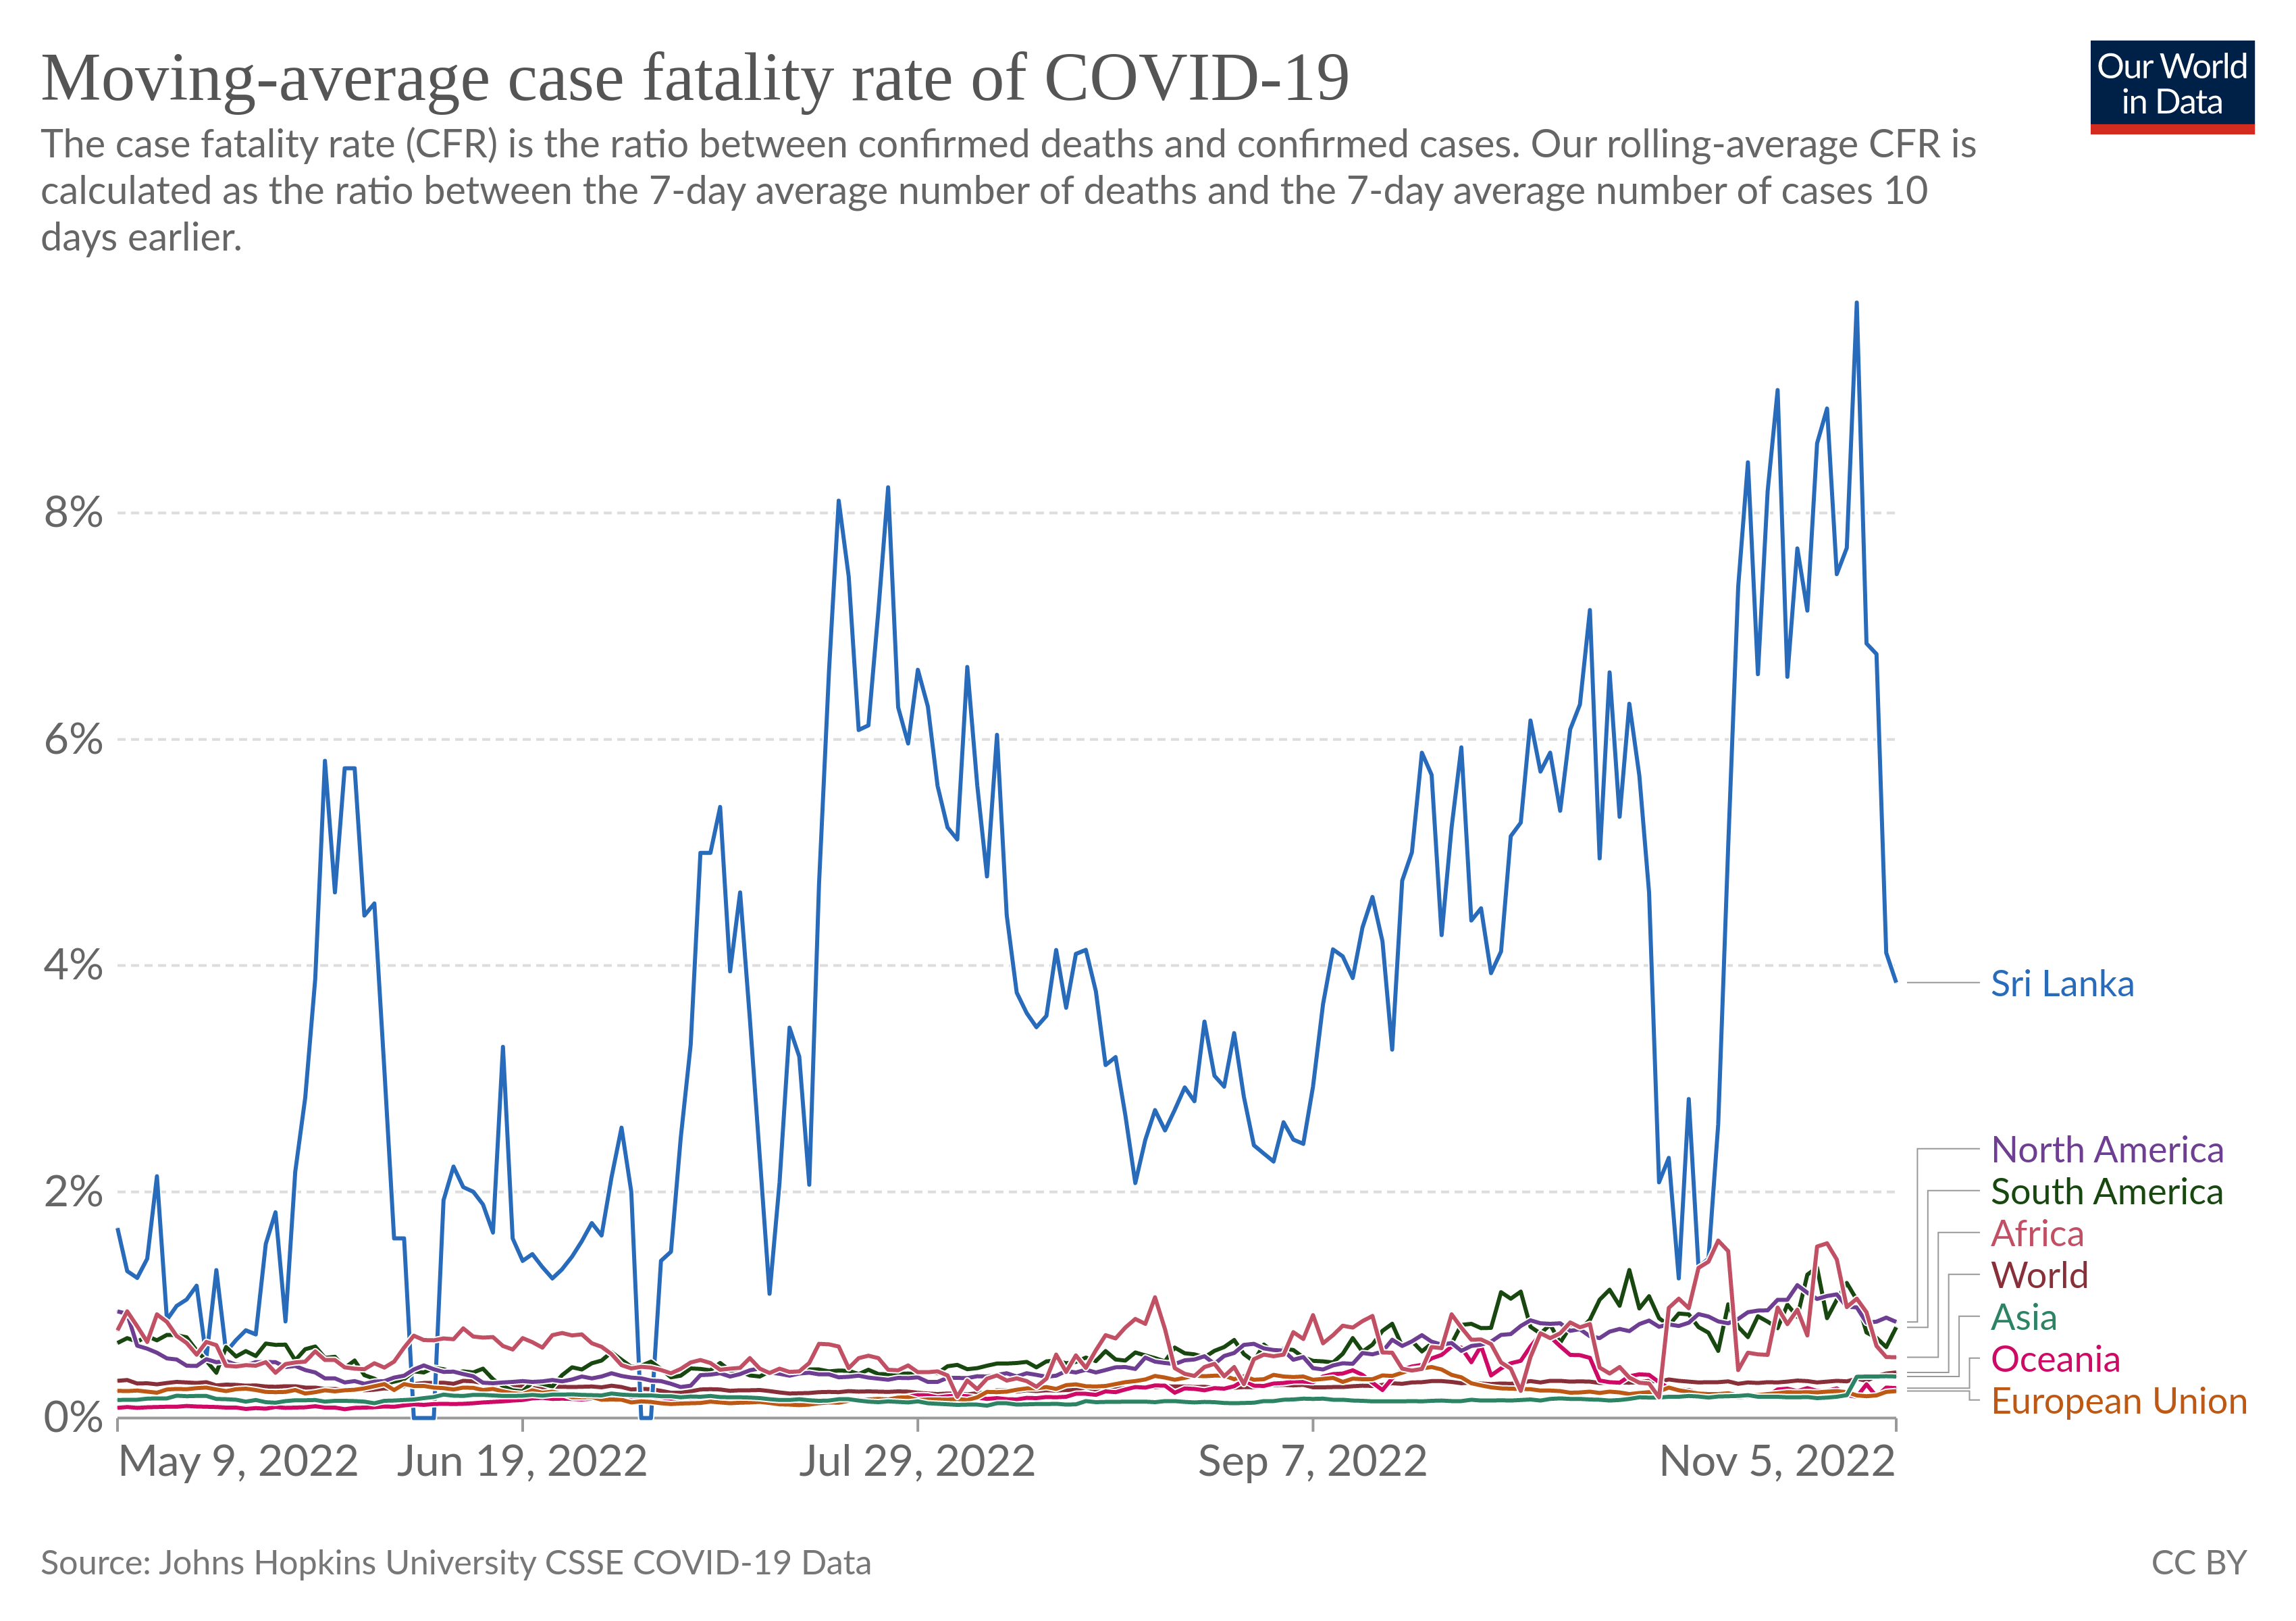 Moving-average case fatality rate of COVID-19
Our World
in Data
The case fatality rate (CFR) is the ratio between confirmed deaths and confirmed cases. Our rolling-average CFR is
calculated as the ratio between the 7-day average number of deaths and the 7-day average number of cases 10
days earlier.
8%
6%
4%
2%
0%
Sri Lanka
North America
South America
Africa
World
Asia
Oceania
European Union
May 9, 2022
Jun 19, 2022
Jul 29, 2022
Sep 7, 2022
Nov 5, 2022
Source: Johns Hopkins University CSSE COVID-19 Data
CC BY